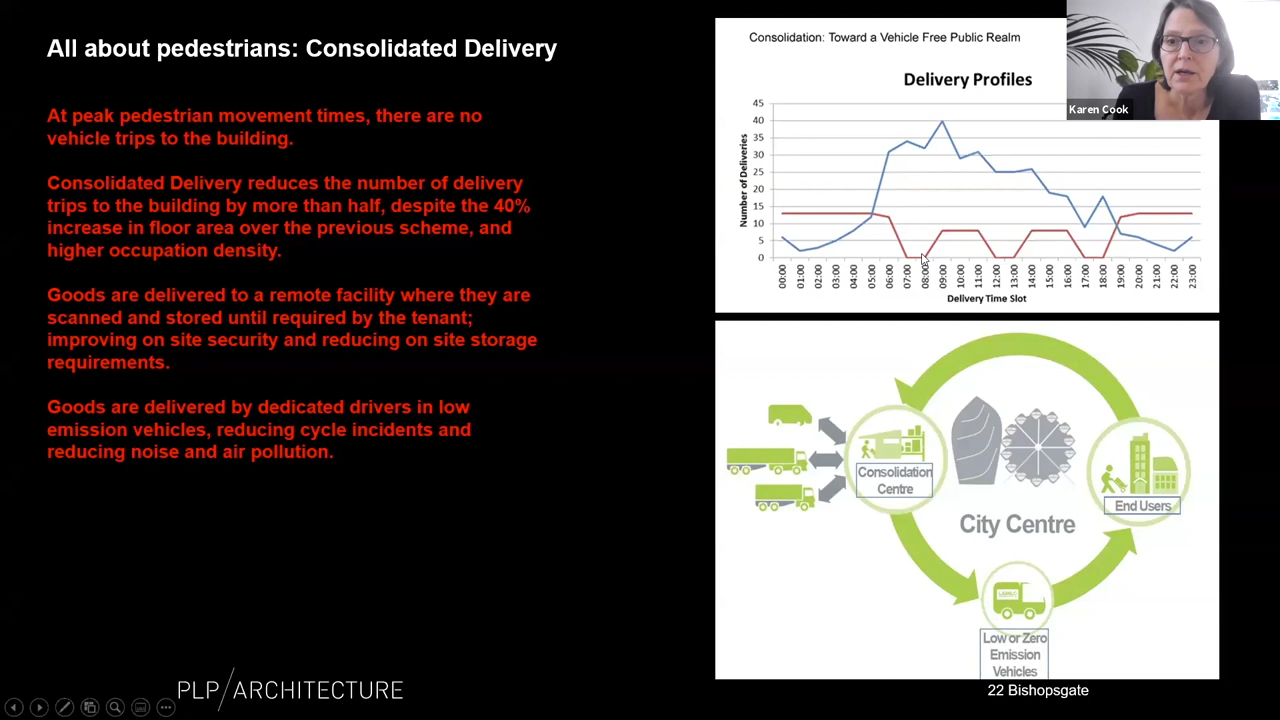 All about pedestrians: Consolidated Delivery
At peak pedestrian movement times, there are no
vehicle trips to the building.
Consolidated Delivery reduces the number of delivery
trips to the building by more than half, despite the 40%
increase in floor area over the previous scheme, and
higher occupation density.
Goods are delivered to a remote facility where they are
scanned and stored until required by the tenant;
improving on site security and reducing on site storage
requirements.
Goods are delivered by dedicated drivers in low
emission vehicles, reducing cycle incidents and
reducing noise and air pollution.
PLP/ARCHITECTURE
Consolidation: Toward a Vehicle Free Public Realm
Delivery Profiles
Number of Deliveries
45
40
35
30
25
20
15
10
5
0
00:00 01:00 02:00 03:00 04:00 05:00 06:00 07:00 08:00 09:00 10:00 11:00 12:00 13:00 14:00 15:00 16:00 17:00 18:00 19:00 20:00 21:00 22:00 23:00
Delivery Time Slot
Karen Cook
Consolidation
Centre
City Centre
End Users
Low or Zero
Emission
Vehicles
22 Bishopsgate